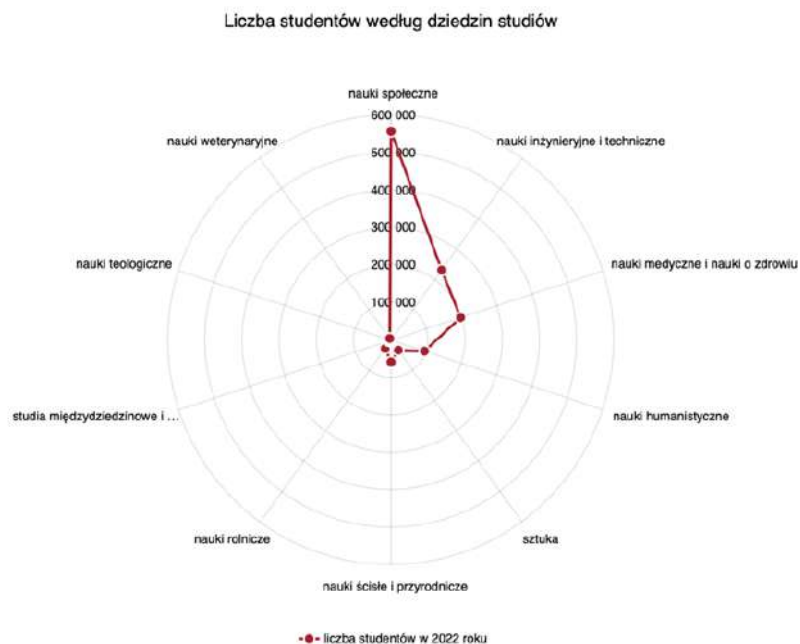 Liczba studentów według dziedzin studiów
nauki społeczne
600 000
nauki weterynaryjne
nauki inżynieryjne i techniczne
500 000
400 000
300 000
nauki teologiczne
nauki medyczne i nauki o zdrowiu
200 000
100 000
studia międzydziedzinowe i ...
nauki humanistyczne
nauki rolnicze
sztuka
nauki ścisłe i przyrodnicze
liczba studentów w 2022 roku